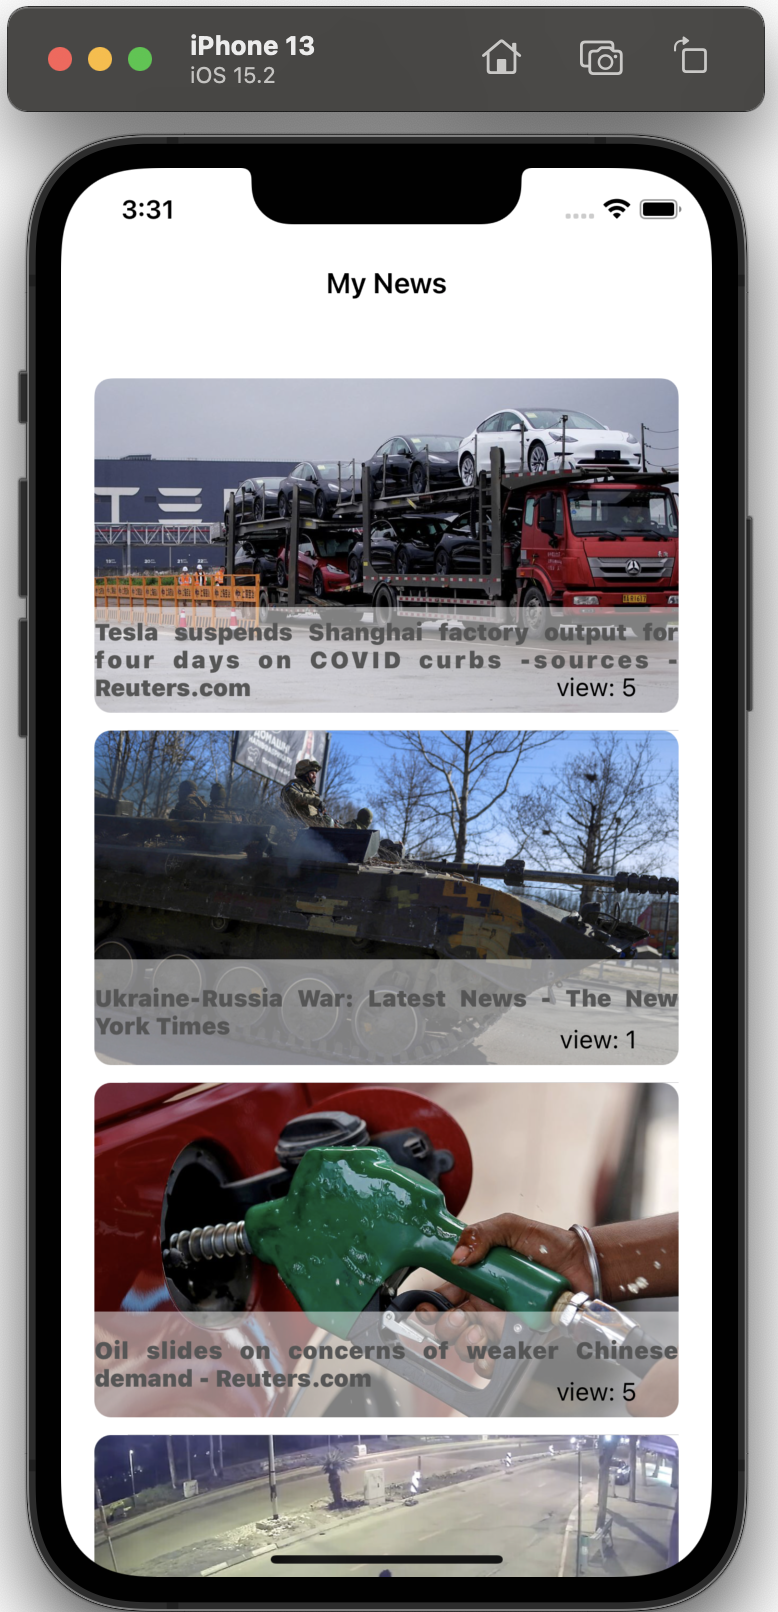 iPhone 13
iOS 15.2
3:31
My News
Tesla suspends Shanghai factory output for
four days on COVID curbs -sources -
Reuters.com
view: 5
ДОМАШНІ
Ukraine-Russia War: Latest News - The New
York Times
view: 1
Oil slides on concerns of weaker Chinese
demand - Reuters.com
view: 5